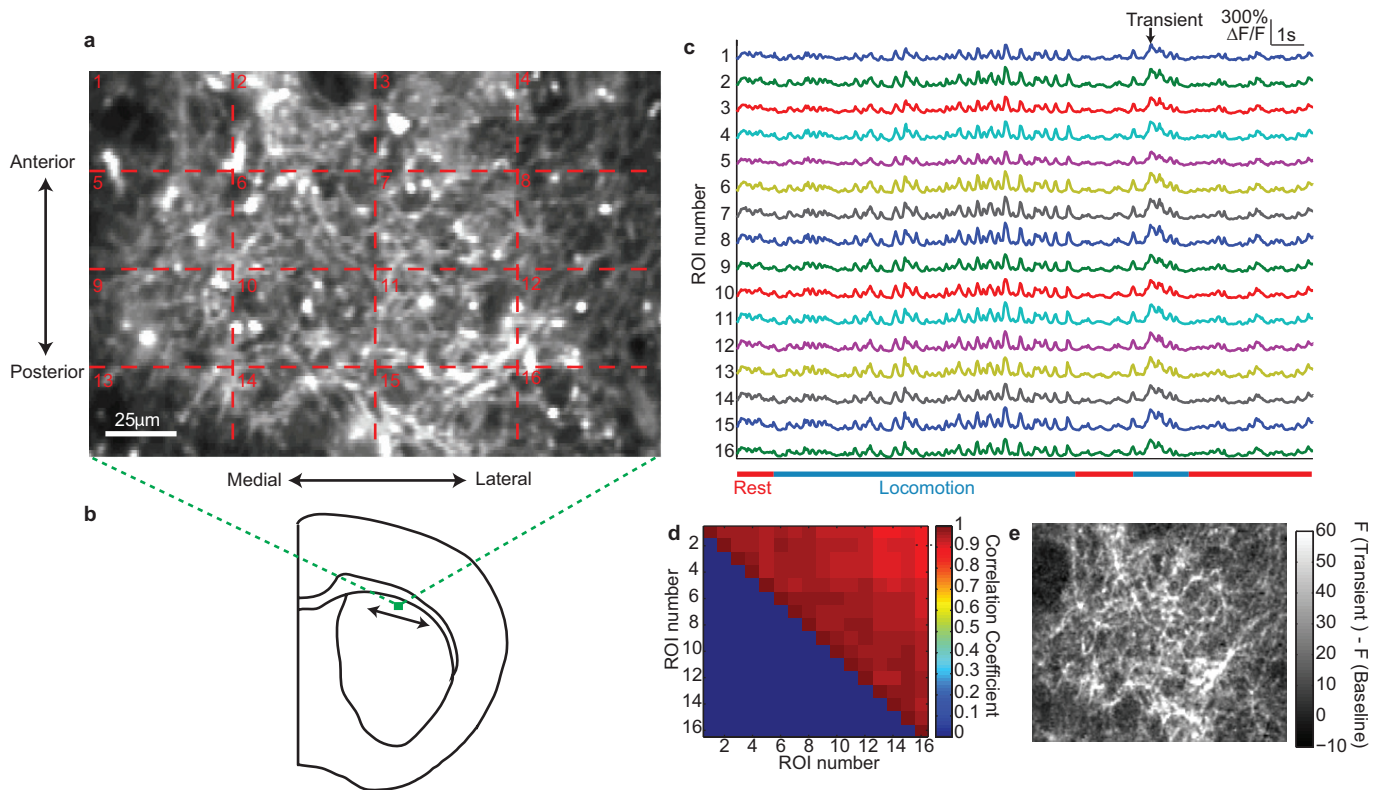 a
1 2 3 4
5 6 7 8
9 10 11 12
13 14 15 16
Anterior
Posterior
25µm
Medial
Lateral
b
c
Transient
300%
ΔF/F
1s
ROI number
1
2
3
4
5
6
7
8
9
10
11
12
13
14
15
16
Rest
Locomotion
d
ROI number
2
4
6
8
10
12
14
16
2 4 6 8 10 12 14 16
ROI number
1
0.9
0.8
0.7
0.6
0.5
0.4
0.3
0.2
0.1
0
Correlation Coefficient
e
60
50
40
30
20
10
0
−10
F (Transient ) - F (Baseline)